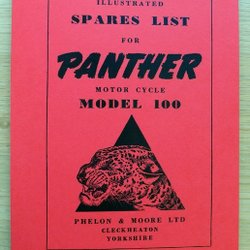 ILLUSTRATED
SPARES LIST
FOR
PANTHER
MOTOR CYCLE
MODEL 100
PHELON & MOORE LTD
CLECKHEATON
YORKSHIRE